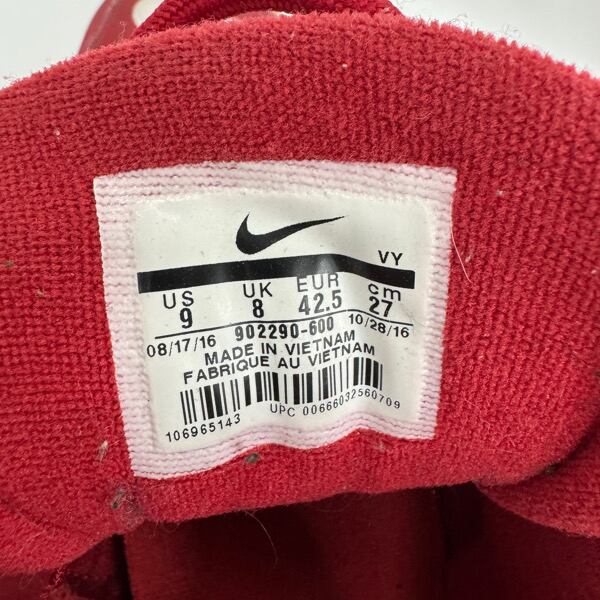 VY
US UK EUR cm
9 8 42.5 27
08/17/16 902290-600 10/28/16
MADE IN VIETNAM
FABRIQUE AU VIETNAM
106965143 UPC 00666032560709